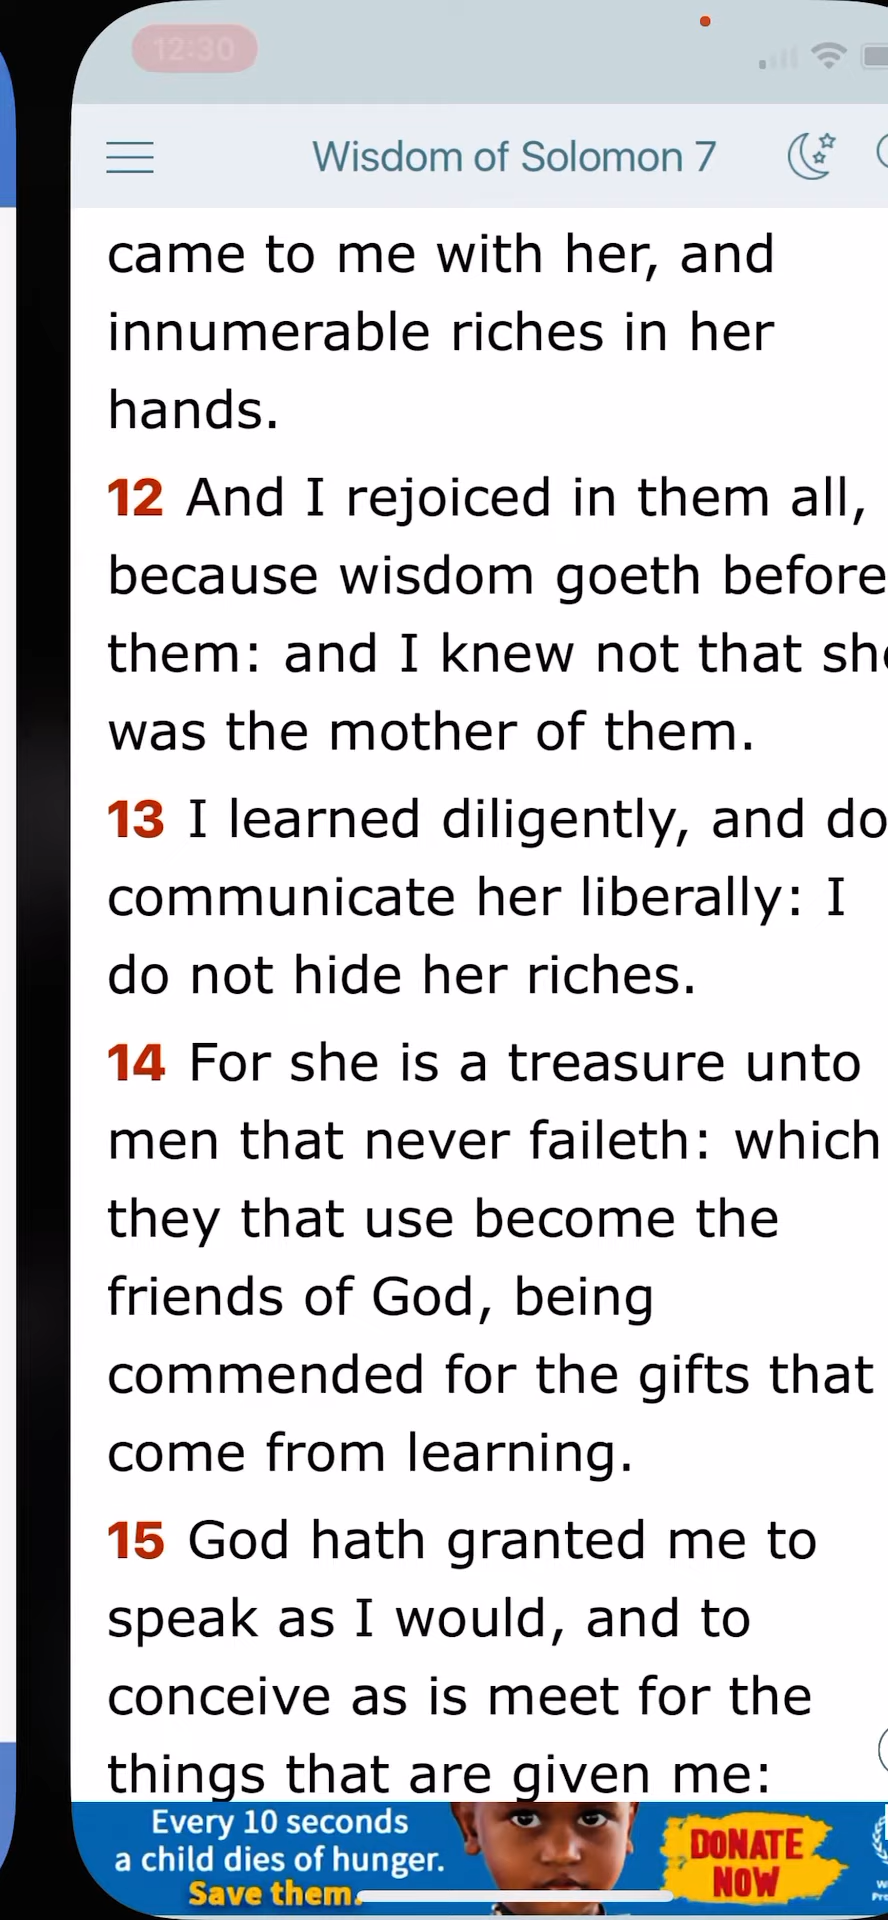 12:30
Wisdom of Solomon 7
came to me with her, and
innumerable riches in her
hands.
12 And I rejoiced in them all,
because wisdom goeth before
them: and I knew not that she
was the mother of them.
13 I learned diligently, and do
communicate her liberally: I
do not hide her riches.
14 For she is a treasure unto
men that never faileth: which
they that use become the
friends of God, being
commended for the gifts that
come from learning.
15 God hath granted me to
speak as I would, and to
conceive as is meet for the
things that are given me:
Every 10 seconds
a child dies of hunger.
Save them.
DONATE
NOW